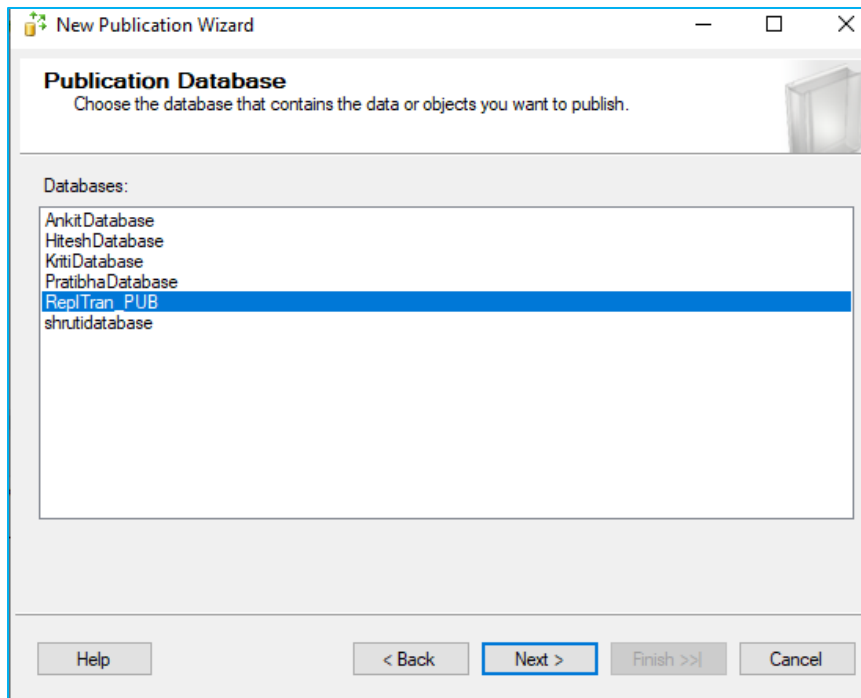 New Publication Wizard
Publication Database
Choose the database that contains the data or objects you want to publish.
Databases:
AnkitDatabase
HiteshDatabase
KritiDatabase
PratibhaDatabase
ReplTran_PUB
shrutidatabase
Help
< Back
Next >
Finish >>|
Cancel